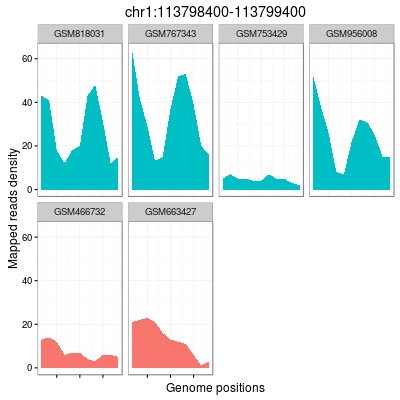 chr1:113798400-113799400
GSM818031 GSM767343 GSM753429 GSM956008
60
40
20
0
GSM466732 GSM663427
60
40
20
0
Mapped reads density
Genome positions